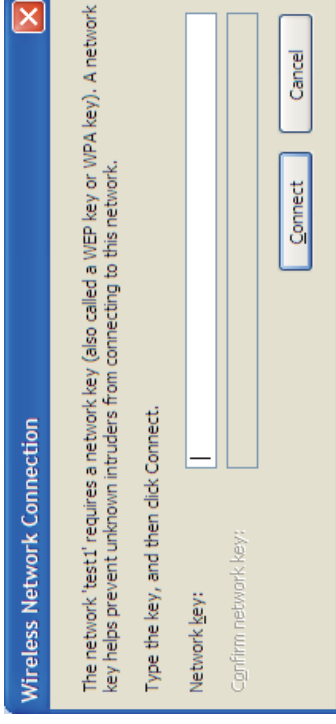 Wireless Network Connection
The network 'test1' requires a network key (also called a WEP key or WPA key). A network
key helps prevent unknown intruders from connecting to this network.
Type the key, and then click Connect.
Network key:
Confirm network key:
Connect
Cancel